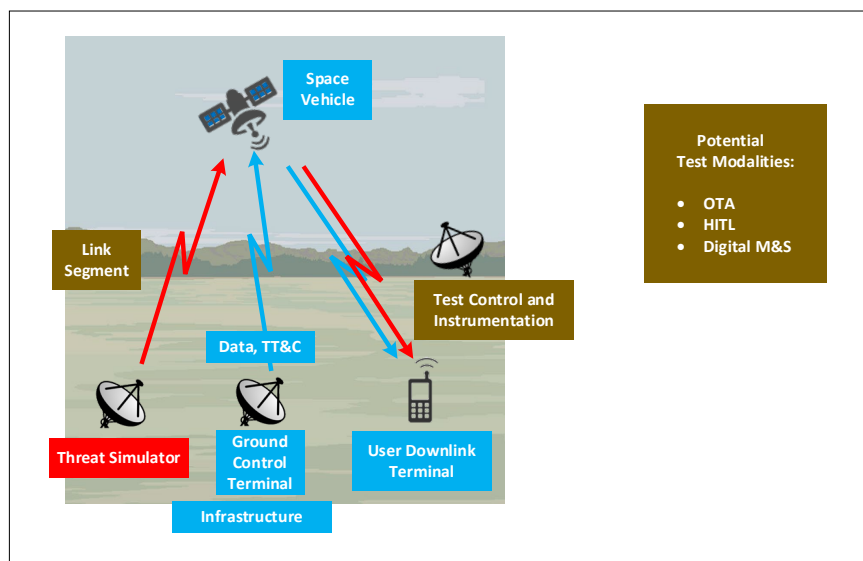 Space
Vehicle
Potential
Test Modalities:
• OTA
• HITL
• Digital M&S
Link
Segment
Test Control and
Instrumentation
Data, TT&C
Threat Simulator
Ground
Control
Terminal
User Downlink
Terminal
Infrastructure